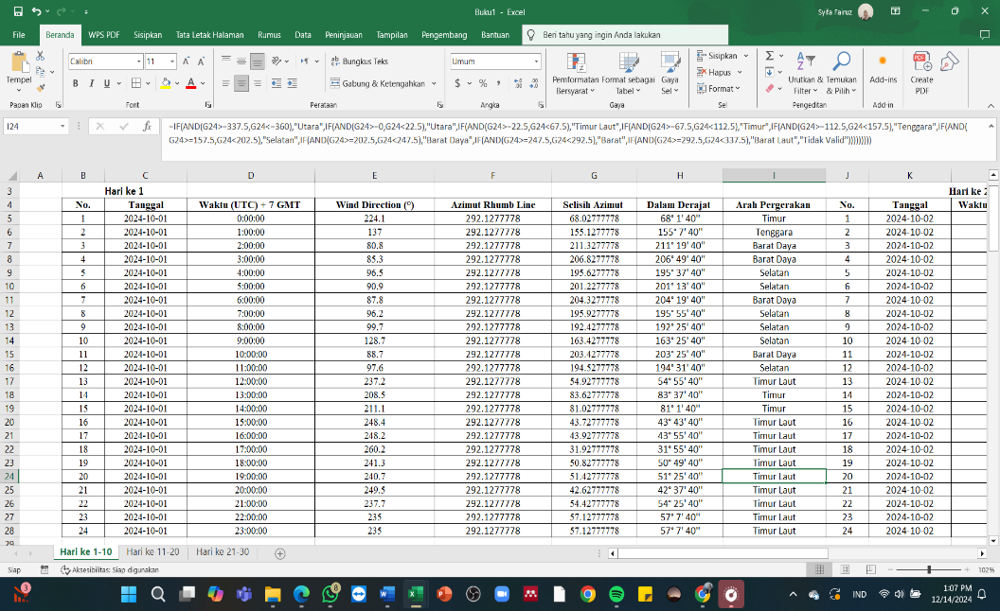 Buku1 - Excel
Syifa Fairuz
File Beranda WPS PDF Sisipkan Tata Letak Halaman Rumus Data Peninjauan Tampilan Pengembang Bantuan Beri tahu yang ingin Anda lakukan
Tempel
Calibri 11
B I U
Bungkus Teks
Gabung & Ketengahkan
Umum
$ %
Pemformatan Bersyarat
Format sebagai Tabel
Gaya Sel
Sisipkan
Hapus
Format
Urutkan & Filter
Temukan & Pilih
Add-ins
Create PDF
Papan Klip Font Perataan Angka Gaya Sel Pengeditan Add-in
I24
=IF(AND(G24>=337.5,G24<=360),"Utara",IF(AND(G24>=0,G24<22.5),"Utara",IF(AND(G24>=22.5,G24<67.5),"Timur Laut",IF(AND(G24>=67.5,G24<112.5),"Timur",IF(AND(G24>=112.5,G24<157.5),"Tenggara",IF(AND(
G24>=157.5,G24<202.5),"Selatan",IF(AND(G24>=202.5,G24<247.5),"Barat Daya",IF(AND(G24>=247.5,G24<292.5),"Barat",IF(AND(G24>=292.5,G24<337.5),"Barat Laut","Tidak Valid")))))))))
A B C D E F G H I J K
3 Hari ke 1 Hari ke 2
4 No. Tanggal Waktu (UTC) + 7 GMT Wind Direction (°) Azimut Rhumb Line Selisih Azimut Dalam Derajat Arah Pergerakan No. Tanggal Waktu
5 1 2024-10-01 0:00:00 224.1 292.1277778 68.02777778 68° 1' 40" Timur 1 2024-10-02
6 2 2024-10-01 1:00:00 137 292.1277778 155.1277778 155° 7' 40" Tenggara 2 2024-10-02
7 3 2024-10-01 2:00:00 80.8 292.1277778 211.3277778 211° 19' 40" Barat Daya 3 2024-10-02
8 4 2024-10-01 3:00:00 85.3 292.1277778 206.8277778 206° 49' 40" Barat Daya 4 2024-10-02
9 5 2024-10-01 4:00:00 96.5 292.1277778 195.6277778 195° 37' 40" Selatan 5 2024-10-02
10 6 2024-10-01 5:00:00 90.9 292.1277778 201.2277778 201° 13' 40" Selatan 6 2024-10-02
11 7 2024-10-01 6:00:00 87.8 292.1277778 204.3277778 204° 19' 40" Barat Daya 7 2024-10-02
12 8 2024-10-01 7:00:00 96.2 292.1277778 195.9277778 195° 55' 40" Selatan 8 2024-10-02
13 9 2024-10-01 8:00:00 99.7 292.1277778 192.4277778 192° 25' 40" Selatan 9 2024-10-02
14 10 2024-10-01 9:00:00 128.7 292.1277778 163.4277778 163° 25' 40" Selatan 10 2024-10-02
15 11 2024-10-01 10:00:00 88.7 292.1277778 203.4277778 203° 25' 40" Barat Daya 11 2024-10-02
16 12 2024-10-01 11:00:00 97.6 292.1277778 194.5277778 194° 31' 40" Selatan 12 2024-10-02
17 13 2024-10-01 12:00:00 237.2 292.1277778 54.92777778 54° 55' 40" Timur Laut 13 2024-10-02
18 14 2024-10-01 13:00:00 208.5 292.1277778 83.62777778 83° 37' 40" Timur 14 2024-10-02
19 15 2024-10-01 14:00:00 211.1 292.1277778 81.02777778 81° 1' 40" Timur 15 2024-10-02
20 16 2024-10-01 15:00:00 248.4 292.1277778 43.72777778 43° 43' 40" Timur Laut 16 2024-10-02
21 17 2024-10-01 16:00:00 248.2 292.1277778 43.92777778 43° 55' 40" Timur Laut 17 2024-10-02
22 18 2024-10-01 17:00:00 260.2 292.1277778 31.92777778 31° 55' 40" Timur Laut 18 2024-10-02
23 19 2024-10-01 18:00:00 241.3 292.1277778 50.82777778 50° 49' 40" Timur Laut 19 2024-10-02
24 20 2024-10-01 19:00:00 240.7 292.1277778 51.42777778 51° 25' 40" Timur Laut 20 2024-10-02
25 21 2024-10-01 20:00:00 249.5 292.1277778 42.62777778 42° 37' 40" Timur Laut 21 2024-10-02
26 22 2024-10-01 21:00:00 237.7 292.1277778 54.42777778 54° 25' 40" Timur Laut 22 2024-10-02
27 23 2024-10-01 22:00:00 235 292.1277778 57.12777778 57° 7' 40" Timur Laut 23 2024-10-02
28 24 2024-10-01 23:00:00 235 292.1277778 57.12777778 57° 7' 40" Timur Laut 24 2024-10-02
29
Hari ke 1-10 Hari ke 11-20 Hari ke 21-30
Siap Aksesibilitas: Siap digunakan 102%
IND 1:07 PM
12/14/2024